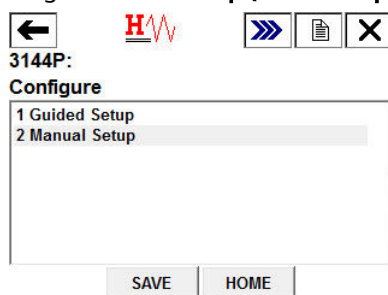 H
3144P:
Configure
1 Guided Setup
2 Manual Setup
SAVE HOME